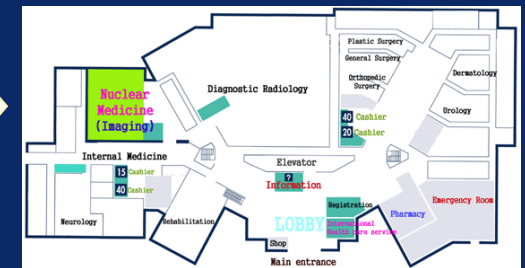 Plastic Surgery
General Surgery
Orthopedic
Surgery
Dermatology
Urology
Nuclear
Medicine
(Imaging)
Diagnostic Radiology
40 Cashier
20 Cashier
Internal Medicine
15 Cashier
40 Cashier
Elevator
?
Information
Neurology
Rehabilitation
LOBBY
Registration
International
Health care service
Pharmacy
Emergency Room
Shop
Main entrance